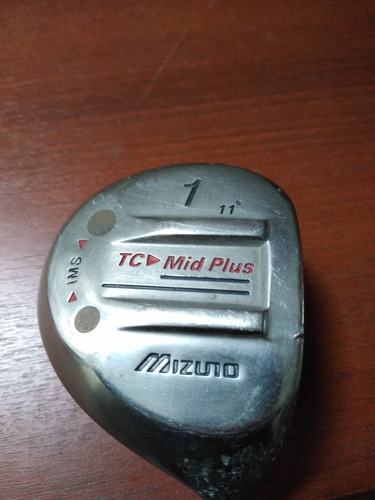 1 11°
TC▶Mid Plus
◀ IMS ▶
MIZUNO